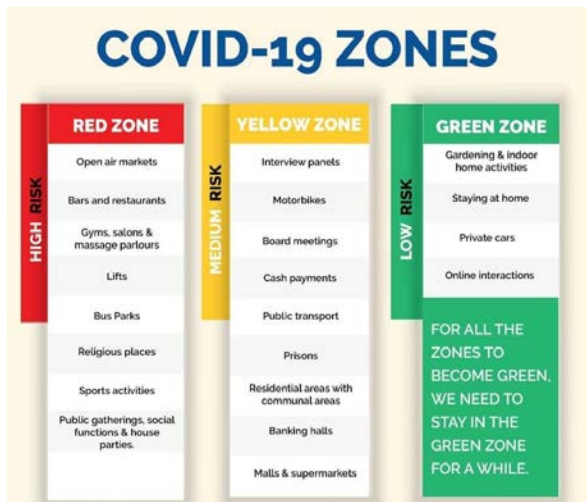 COVID-19 ZONES
HIGH RISK
RED ZONE
Open air markets
Bars and restaurants
Gyms, salons &
massage parlours
Lifts
Bus Parks
Religious places
Sports activities
Public gatherings, social
functions & house
parties.
MEDIUM RISK
YELLOW ZONE
Interview panels
Motorbikes
Board meetings
Cash payments
Public transport
Prisons
Residential areas with
communal areas
Banking halls
Malls & supermarkets
LOW RISK
GREEN ZONE
Gardening & indoor
home activities
Staying at home
Private cars
Online interactions
FOR ALL THE
ZONES TO
BECOME GREEN,
WE NEED TO
STAY IN THE
GREEN ZONE
FOR A WHILE.